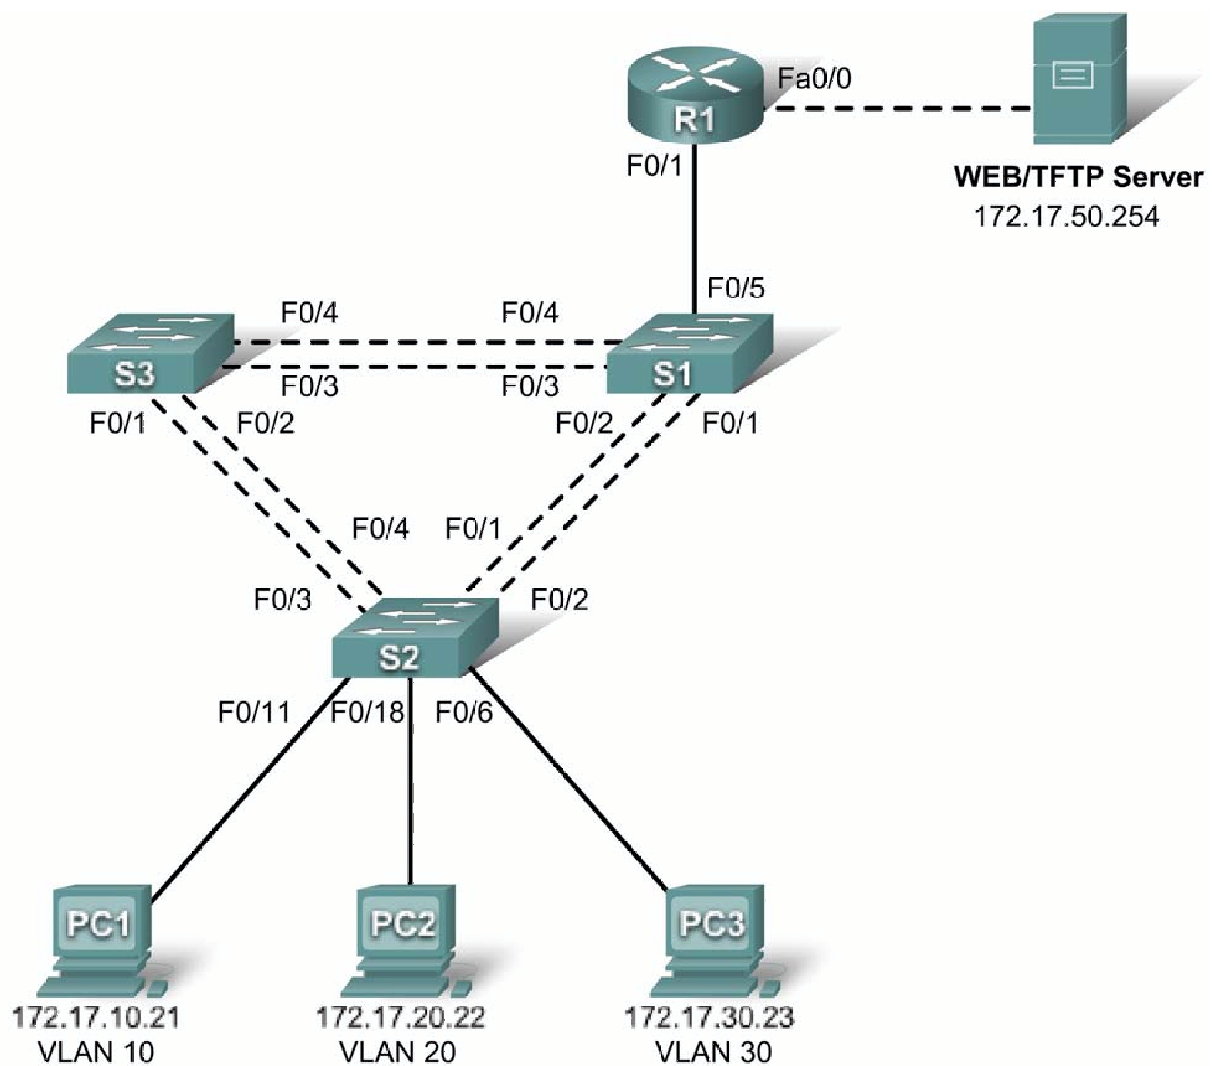 Fa0/0
R1
F0/1
WEB/TFTP Server
172.17.50.254
F0/5
F0/4
F0/4
S3
S1
F0/3
F0/3
F0/1
F0/2
F0/2
F0/1
F0/4
F0/1
F0/3
F0/2
S2
F0/11
F0/18
F0/6
PC1
PC2
PC3
172.17.10.21
172.17.20.22
172.17.30.23
VLAN 10
VLAN 20
VLAN 30